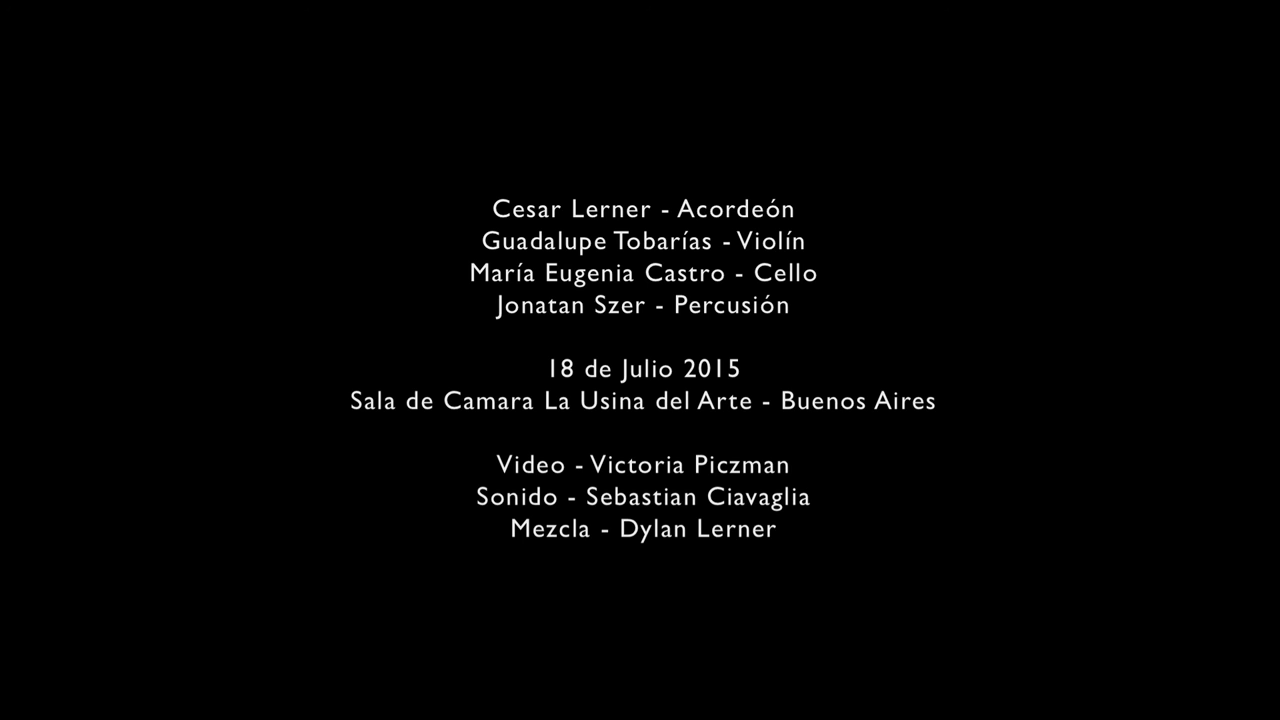 Cesar Lerner - Acordeón
Guadalupe Tobarías - Violín
María Eugenia Castro - Cello
Jonatan Szer - Percusión
18 de Julio 2015
Sala de Camara La Usina del Arte - Buenos Aires
Video - Victoria Piczman
Sonido - Sebastian Ciavaglia
Mezcla - Dylan Lerner